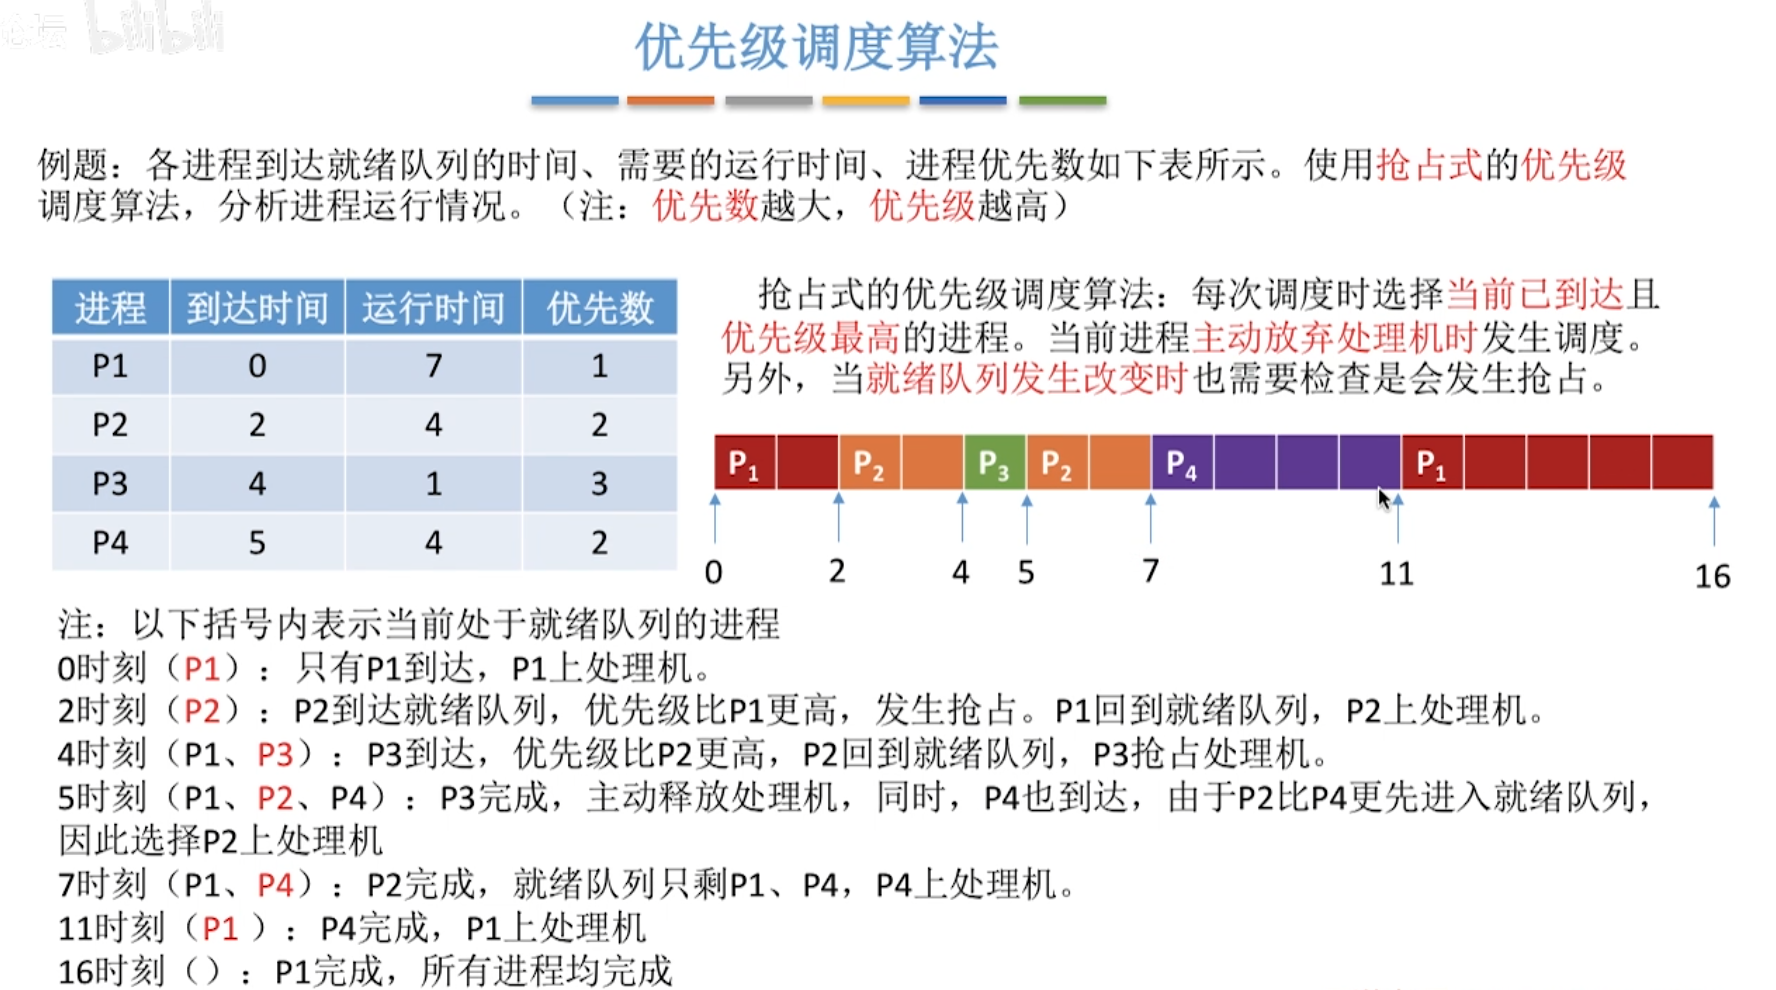 论坛 bilibili
优先级调度算法
例题：各进程到达就绪队列的时间、需要的运行时间、进程优先数如下表所示。使用抢占式的优先级
调度算法，分析进程运行情况。（注：优先数越大，优先级越高）
进程 到达时间 运行时间 优先数
P1 0 7 1
P2 2 4 2
P3 4 1 3
P4 5 4 2
抢占式的优先级调度算法：每次调度时选择当前已到达且
优先级最高的进程。当前进程主动放弃处理机时发生调度。
另外，当就绪队列发生改变时也需要检查是会发生抢占。
P1 P2 P3 P2 P4 P1
0 2 4 5 7 11 16
注：以下括号内表示当前处于就绪队列的进程
0时刻（P1）：只有P1到达，P1上处理机。
2时刻（P2）：P2到达就绪队列，优先级比P1更高，发生抢占。P1回到就绪队列，P2上处理机。
4时刻（P1、P3）：P3到达，优先级比P2更高，P2回到就绪队列，P3抢占处理机。
5时刻（P1、P2、P4）：P3完成，主动释放处理机，同时，P4也到达，由于P2比P4更先进入就绪队列，
因此选择P2上处理机
7时刻（P1、P4）：P2完成，就绪队列只剩P1、P4，P4上处理机。
11时刻（P1 ）：P4完成，P1上处理机
16时刻（）：P1完成，所有进程均完成